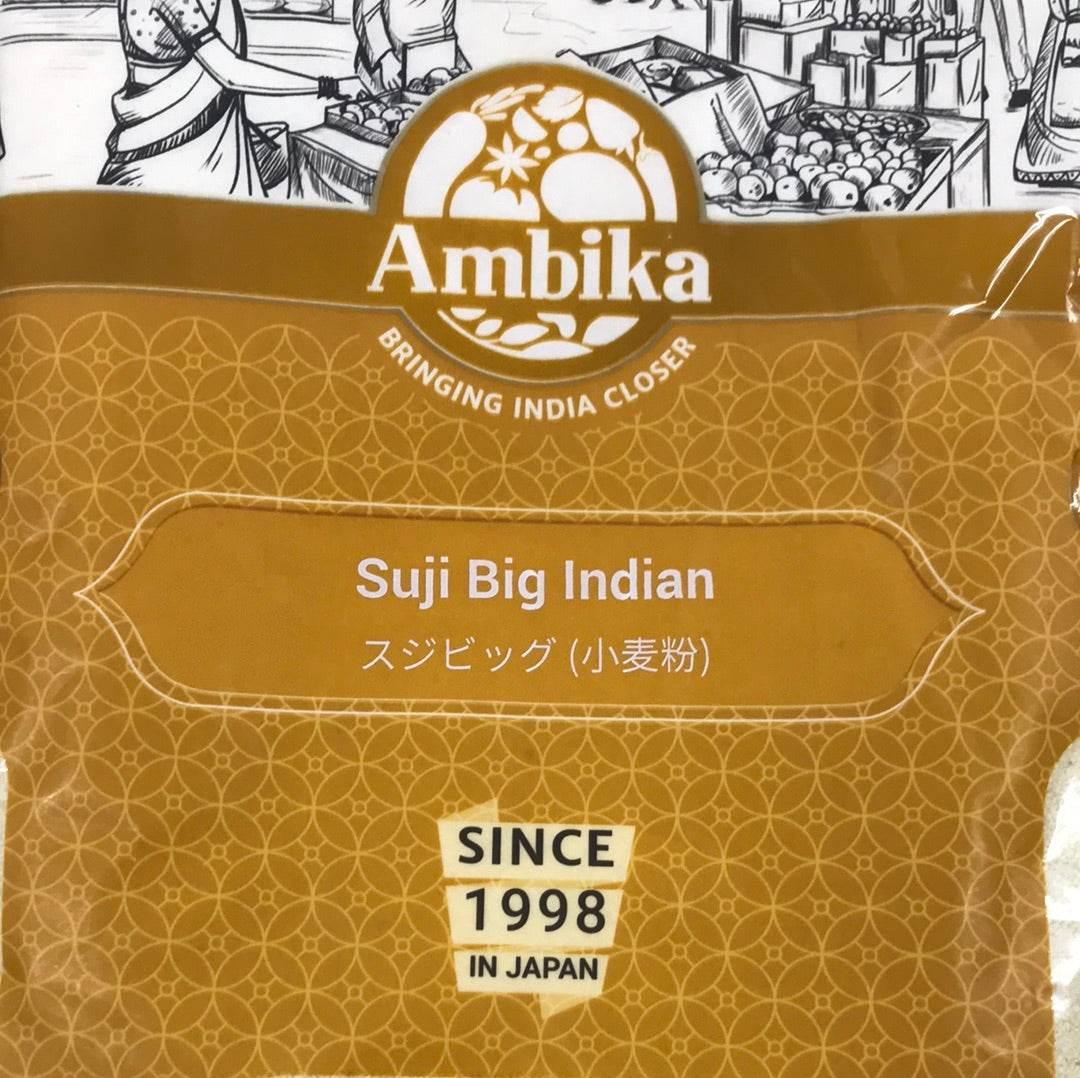 Ambika
BRINGING INDIA CLOSER
Suji Big Indian
スジビッグ (小麦粉)
SINCE
1998
IN JAPAN